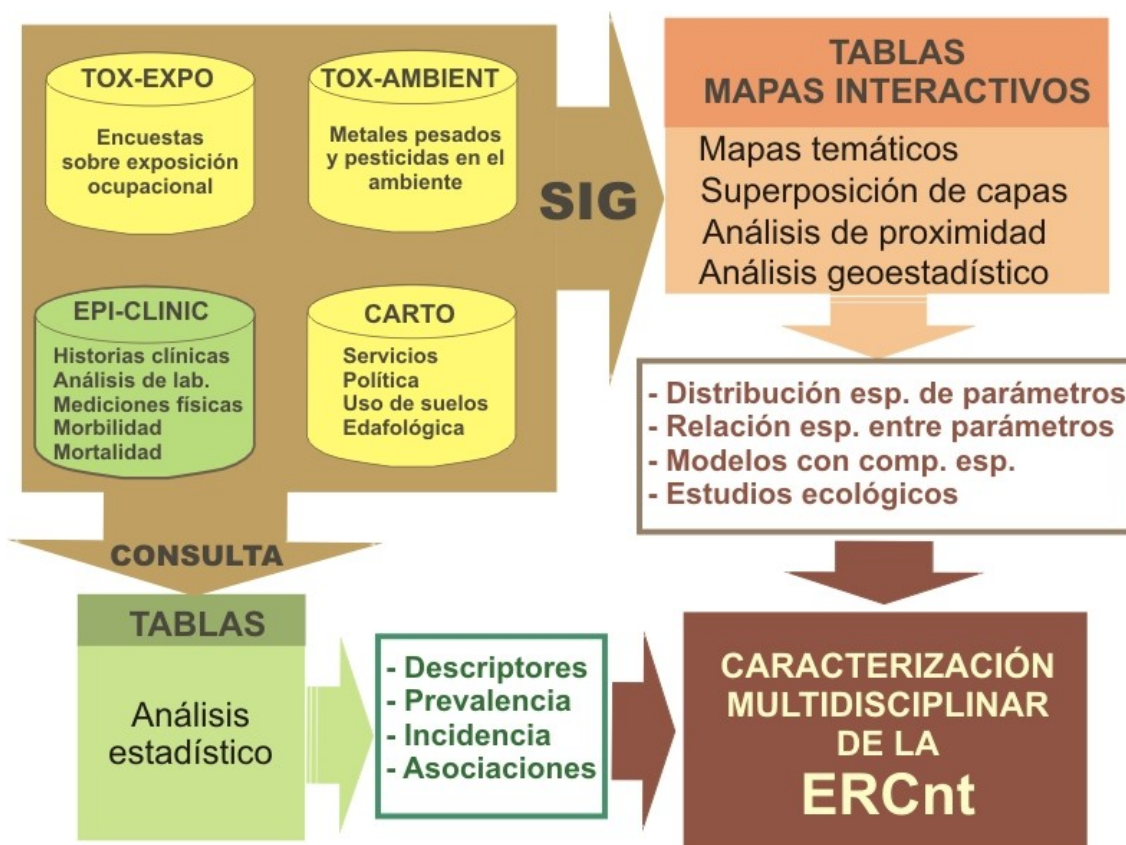 TOX-EXPO
Encuestas
sobre exposición
ocupacional
TOX-AMBIENT
Metales pesados
y pesticidas en el
ambiente
EPI-CLINIC
Historias clínicas
Análisis de lab.
Mediciones físicas
Morbilidad
Mortalidad
CARTO
Servicios
Política
Uso de suelos
Edafológica
SIG
TABLAS
MAPAS INTERACTIVOS
Mapas temáticos
Superposición de capas
Análisis de proximidad
Análisis geoestadístico
- Distribución esp. de parámetros
- Relación esp. entre parámetros
- Modelos con comp. esp.
- Estudios ecológicos
CONSULTA
TABLAS
Análisis
estadístico
- Descriptores
- Prevalencia
- Incidencia
- Asociaciones
CARACTERIZACIÓN
MULTIDISCIPLINAR
DE LA
ERCnt